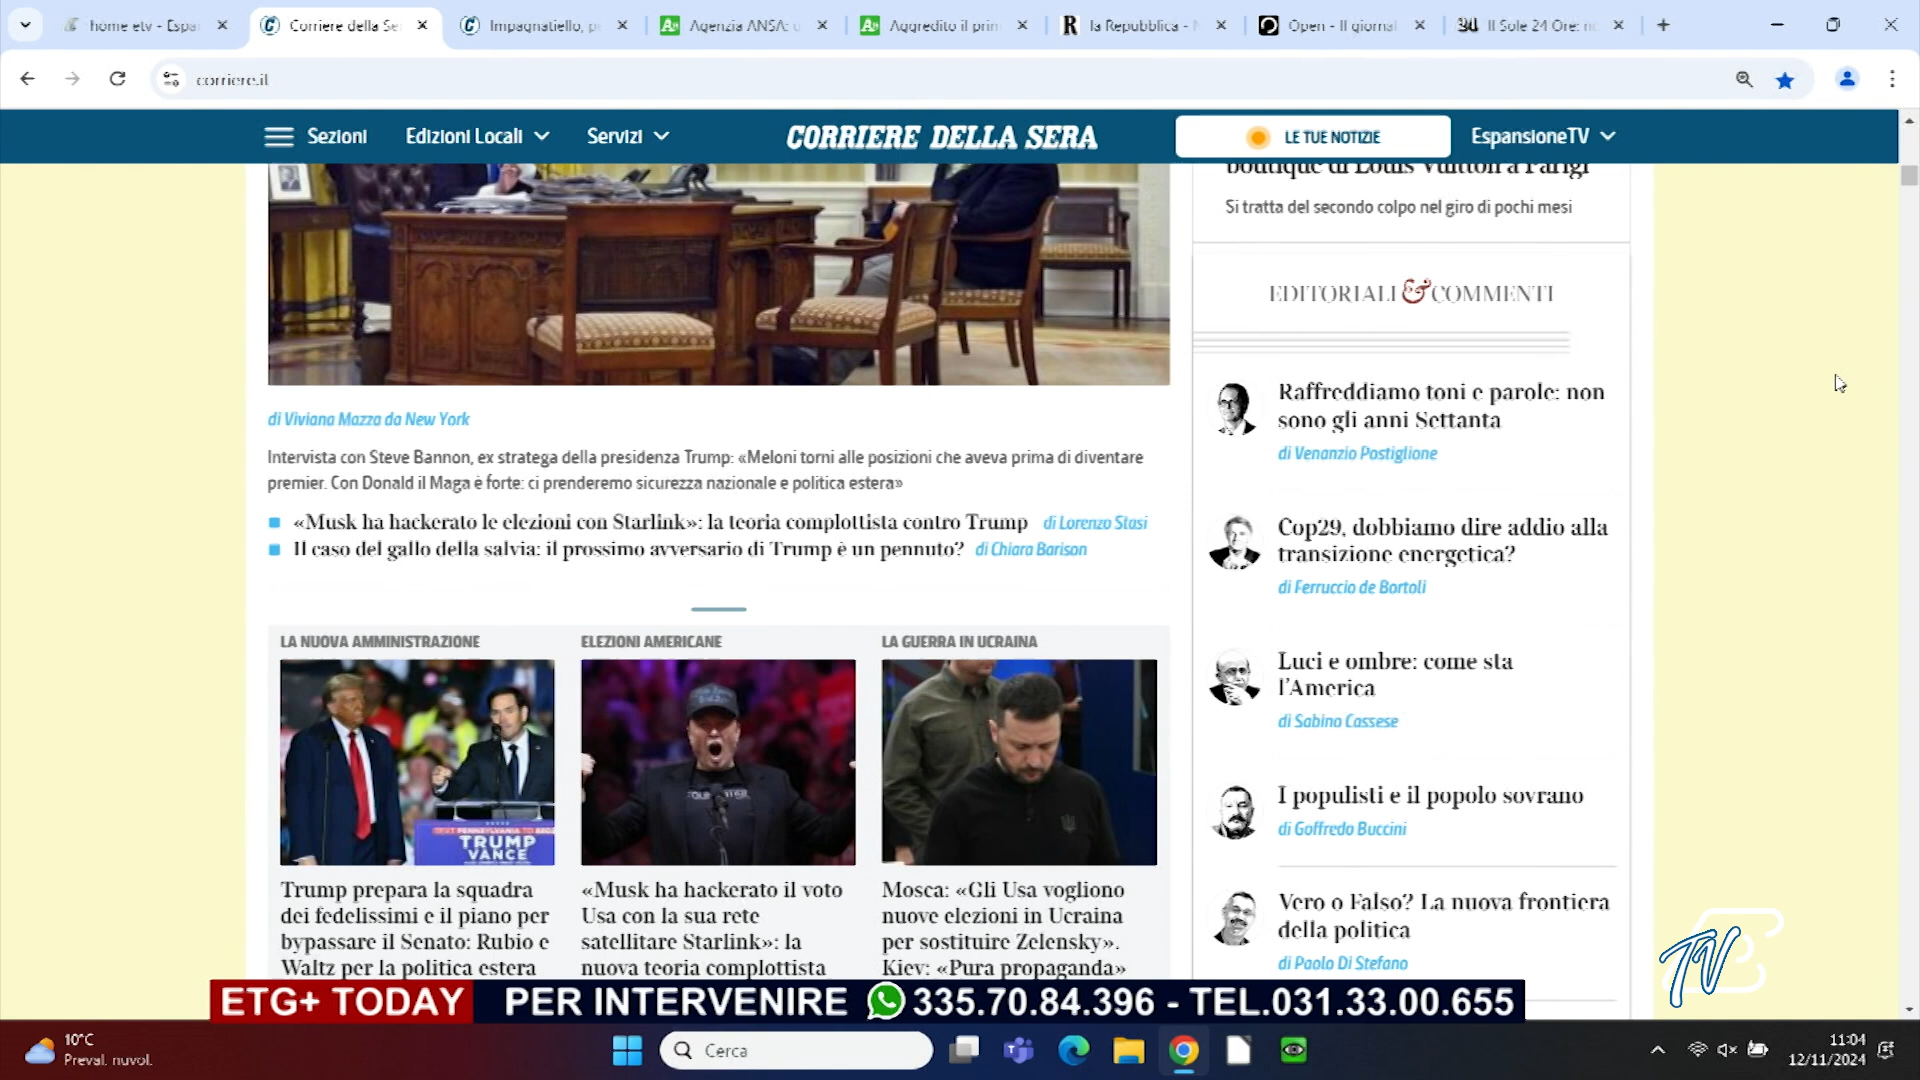 home etv - Espa
Corriere della Se
Impagnatiello, p
Agenzia ANSA: u
Aggredito il prim
la Repubblica - N
Open - Il giornal
Il Sole 24 Ore: no
corriere.it
Sezioni
Edizioni Locali
Servizi
CORRIERE DELLA SERA
LE TUE NOTIZIE
EspansioneTV
boutique di Louis Vuitton a Parigi
Si tratta del secondo colpo nel giro di pochi mesi
EDITORIALI & COMMENTI
Raffreddiamo toni e parole: non
sono gli anni Settanta
di Venanzio Postiglione
Cop29, dobbiamo dire addio alla
transizione energetica?
di Ferruccio de Bortoli
Luci e ombre: come sta
l'America
di Sabino Cassese
I populisti e il popolo sovrano
di Goffredo Buccini
Vero o Falso? La nuova frontiera
della politica
di Paolo Di Stefano
di Viviana Mazza da New York
Intervista con Steve Bannon, ex stratega della presidenza Trump: «Meloni torni alle posizioni che aveva prima di diventare
premier. Con Donald il Maga è forte: ci prenderemo sicurezza nazionale e politica estera»
«Musk ha hackerato le elezioni con Starlink»: la teoria complottista contro Trump di Lorenzo Stasi
Il caso del gallo della salvia: il prossimo avversario di Trump è un pennuto? di Chiara Barison
LA NUOVA AMMINISTRAZIONE
TRUMP
VANCE
Trump prepara la squadra
dei fedelissimi e il piano per
bypassare il Senato: Rubio e
Waltz per la politica estera
ELEZIONI AMERICANE
«Musk ha hackerato il voto
Usa con la sua rete
satellitare Starlink»: la
nuova teoria complottista
LA GUERRA IN UCRAINA
Mosca: «Gli Usa vogliono
nuove elezioni in Ucraina
per sostituire Zelensky».
Kiev: «Pura propaganda»
TV
ETG+ TODAY PER INTERVENIRE 335.70.84.396 - TEL.031.33.00.655
10°C
Preval. nuvol.
Cerca
11:04
12/11/2024